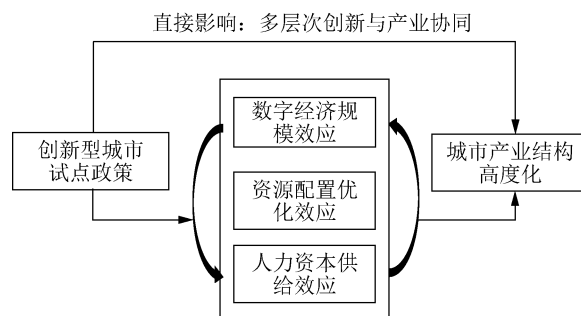 直接影响：多层次创新与产业协同
数字经济规
模效应
创新型城市
试点政策
资源配置优
化效应
城市产业结构
高度化
人力资本供
给效应